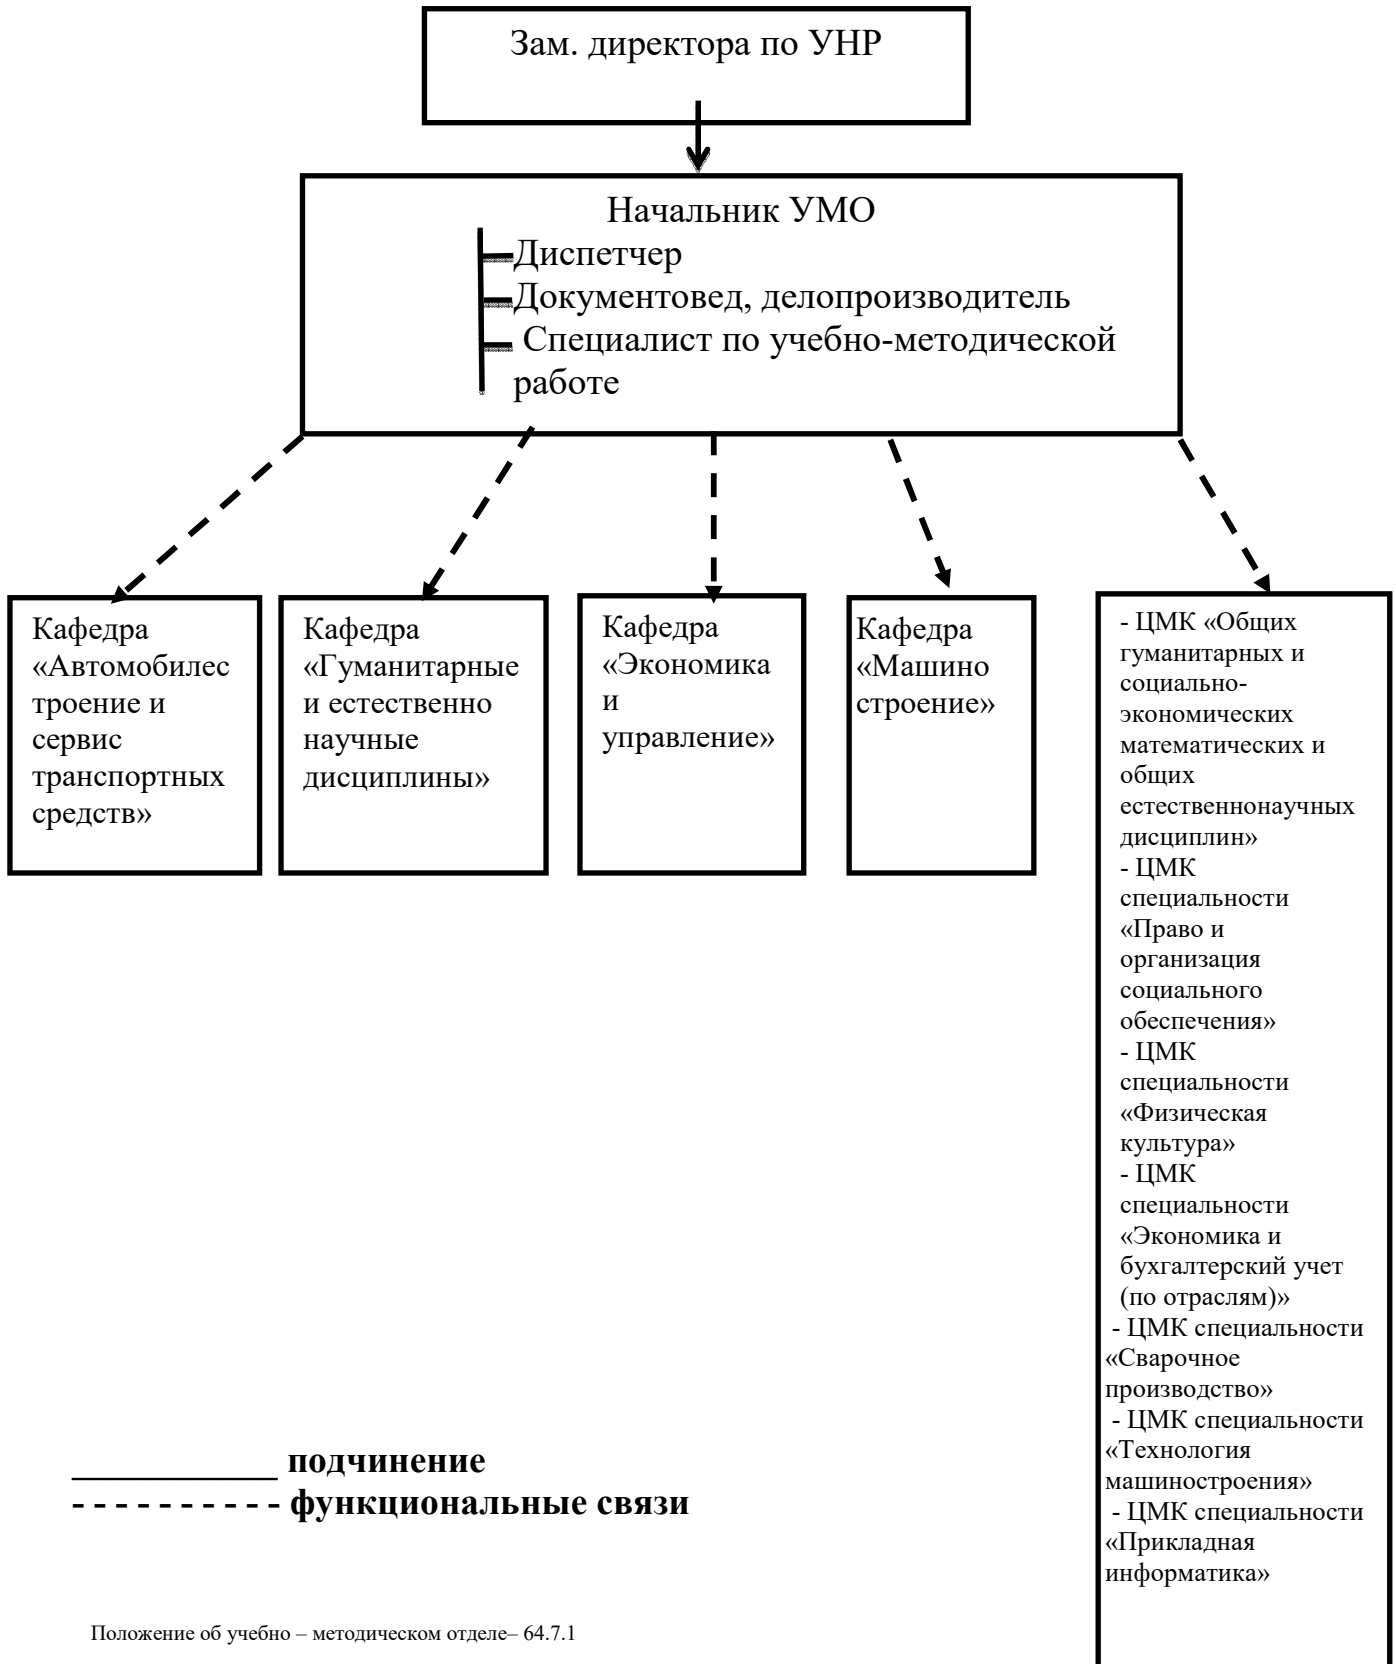 Зам. директора по УНР
Начальник УМО
Диспетчер
Документовед, делопроизводитель
Специалист по учебно-методической
работе
Кафедра
«Автомобилес
троение и
сервис
транспортных
средств»
Кафедра
«Гуманитарные
и естественно
научные
дисциплины»
Кафедра
«Экономика
и
управление»
Кафедра
«Машино
строение»
- ЦМК «Общих
гуманитарных и
социально-
экономических
математических и
общих
естественнонаучных
дисциплин»
- ЦМК
специальности
«Право и
организация
социального
обеспечения»
- ЦМК
специальности
«Физическая
культура»
- ЦМК
специальности
«Экономика и
бухгалтерский учет
(по отраслям)»
- ЦМК специальности
«Сварочное
производство»
- ЦМК специальности
«Технология
машиностроения»
- ЦМК специальности
«Прикладная
информатика»
___________ подчинение
- - - - - - - - - - функциональные связи
Положение об учебно – методическом отделе– 64.7.1